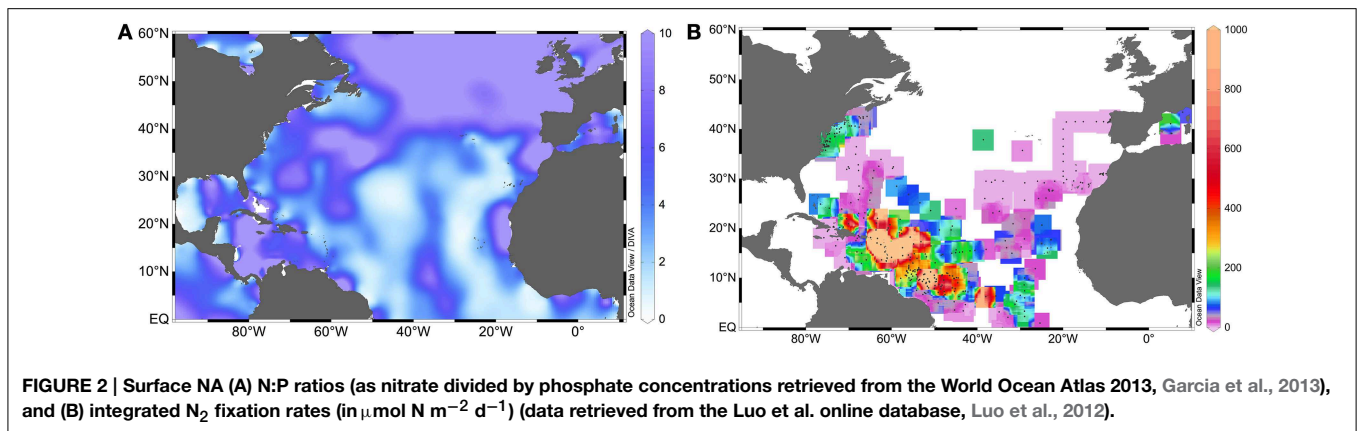 A
60°N
50°N
40°N
30°N
20°N
10°N
EQ
80°W
60°W
40°W
20°W
0°
10
8
6
4
2
0
Ocean Data View / DIVA
B
60°N
50°N
40°N
30°N
20°N
10°N
EQ
80°W
60°W
40°W
20°W
0°
1000
800
600
400
200
0
Ocean Data View
FIGURE 2 | Surface NA (A) N:P ratios (as nitrate divided by phosphate concentrations retrieved from the World Ocean Atlas 2013, Garcia et al., 2013),
and (B) integrated N₂ fixation rates (in μmol N m⁻² d⁻¹) (data retrieved from the Luo et al. online database, Luo et al., 2012).